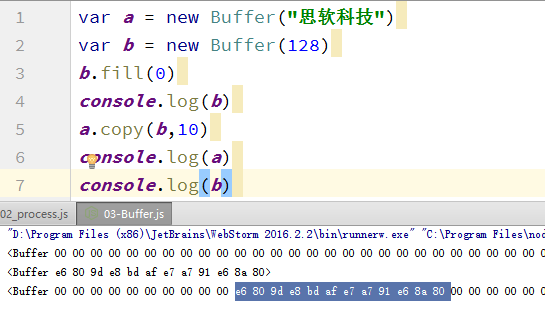 1 var a = new Buffer("思软科技")
2 var b = new Buffer(128)
3 b.fill(0)
4 console.log(b)
5 a.copy(b,10)
6 console.log(a)
7 console.log(b)
02_process.js 03-Buffer.js
"D:\Program Files (x86)\JetBrains\WebStorm 2016.2.2\bin\runnerw.exe" "C:\Program Files\nod
<Buffer 00 00 00 00 00 00 00 00 00 00 00 00 00 00 00 00 00 00 00 00 00 00 00 00 00 00 00
<Buffer e6 80 9d e8 bd af e7 a7 91 e6 8a 80>
<Buffer 00 00 00 00 00 00 00 00 00 00 e6 80 9d e8 bd af e7 a7 91 e6 8a 80 00 00 00 00 00